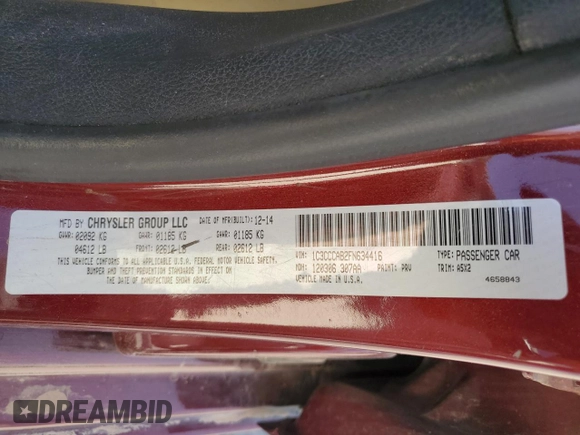 MFD BY CHRYSLER GROUP LLC DATE OF MFR(BUILT): 12-14
GVWR: 02092 KG GAWR: 01185 KG GAWR: 01185 KG
04612 LB FRONT: 02612 LB REAR: 02612 LB
THIS VEHICLE CONFORMS TO ALL APPLICABLE U.S.A. FEDERAL MOTOR VEHICLE SAFETY,
BUMPER AND THEFT PREVENTION STANDARDS IN EFFECT ON
THE DATE OF MANUFACTURE SHOWN ABOVE:
VIN: 1C3CCCAB2FN634416 TYPE: PASSENGER CAR
MDH: 120306 307AA PAINT: PRV TRIM: A5X2
VEHICLE MADE IN U.S.A. 4658843
DREAMBID